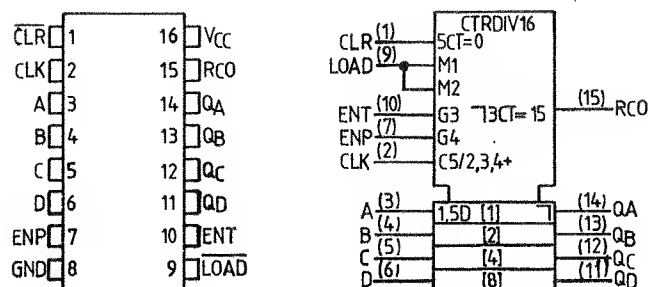 CLR 1 16 VCC
CLK 2 15 RCO
A 3 14 QA
B 4 13 QB
C 5 12 QC
D 6 11 QD
ENP 7 10 ENT
GND 8 9 LOAD
CTRDIV16
CLR (1) 5CT=0
LOAD (9) M1
M2
ENT (10) G3 ㄱ3CT=15 (15) RCO
ENP (7) G4
CLK (2) C5/2,3,4+
A (3) 1,5D [1] ㄱ (14) QA
B (4) [2] (13) QB
C (5) [4] (12) QC
D (6) [8] (11) QD